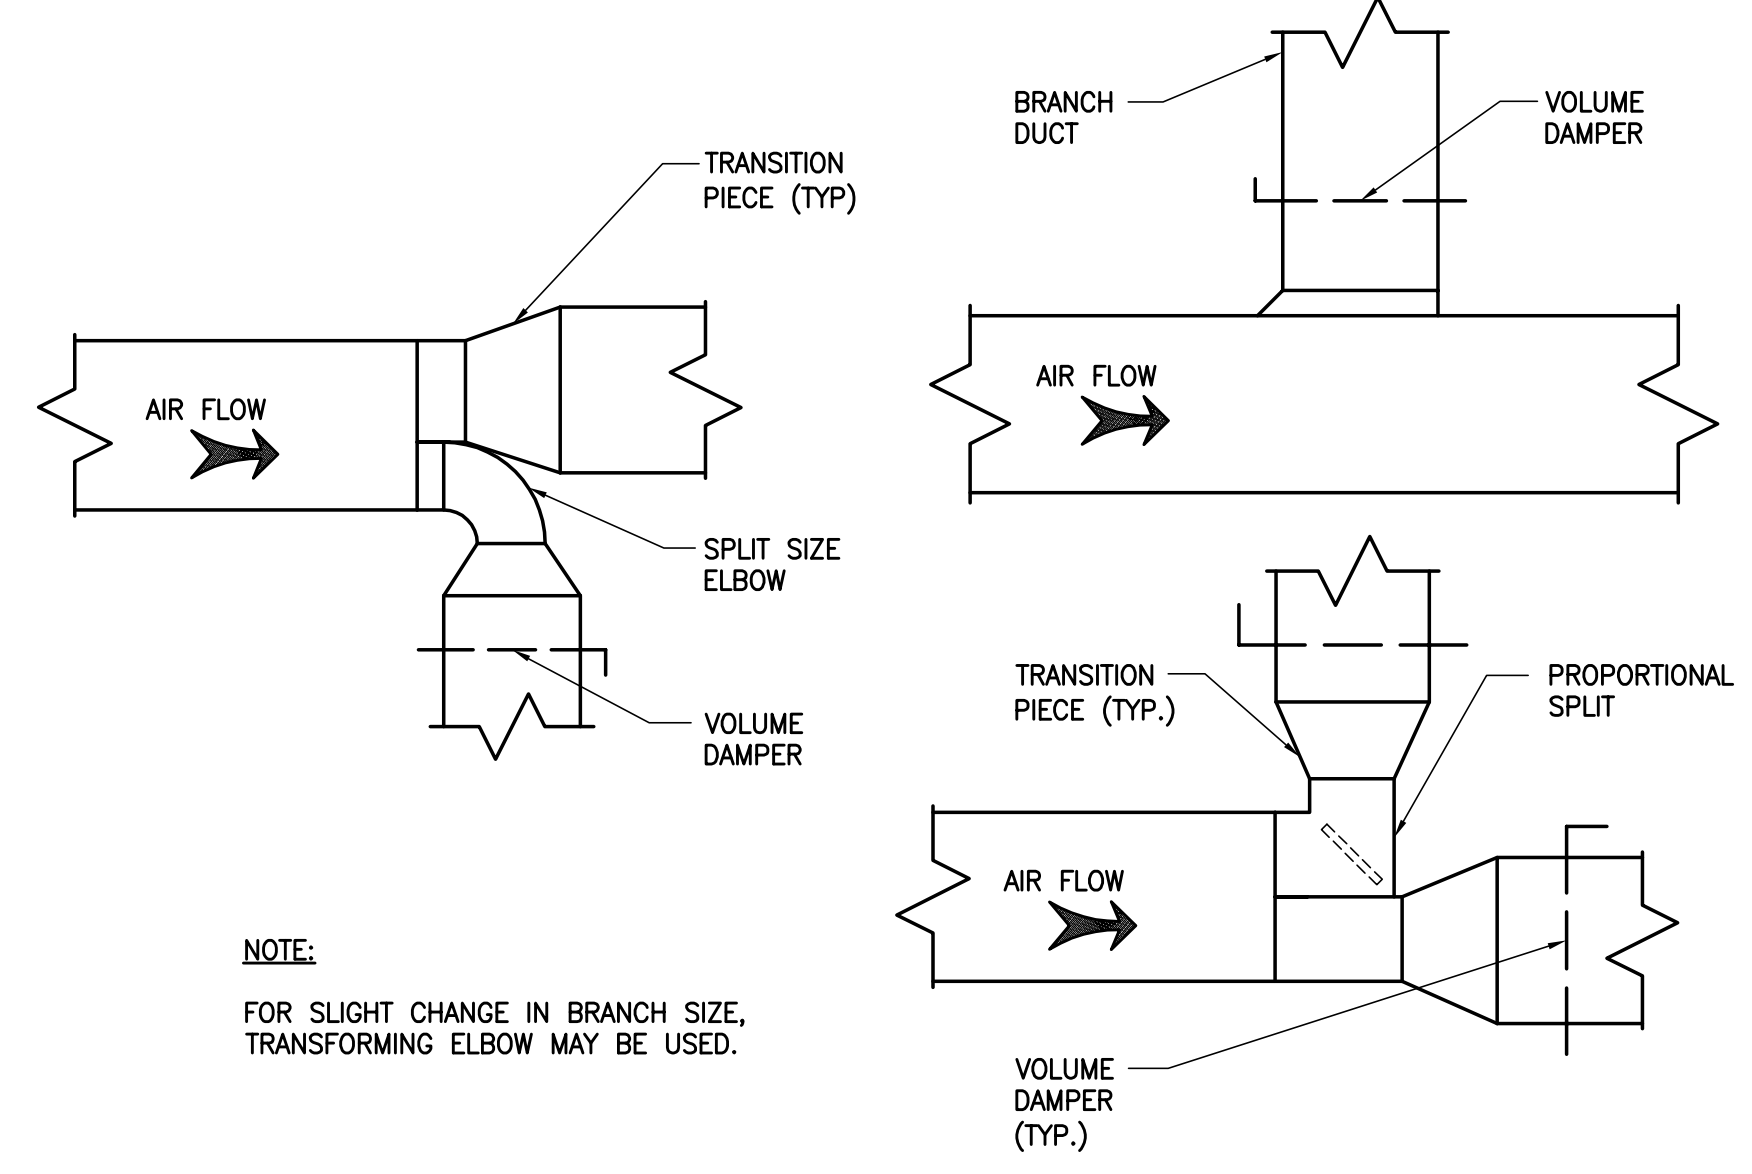 TRANSITION
PIECE (TYP)
AIR FLOW
SPLIT SIZE
ELBOW
VOLUME
DAMPER
NOTE:
FOR SLIGHT CHANGE IN BRANCH SIZE,
TRANSFORMING ELBOW MAY BE USED.
BRANCH
DUCT
VOLUME
DAMPER
AIR FLOW
TRANSITION
PIECE (TYP.)
PROPORTIONAL
SPLIT
AIR FLOW
VOLUME
DAMPER
(TYP.)